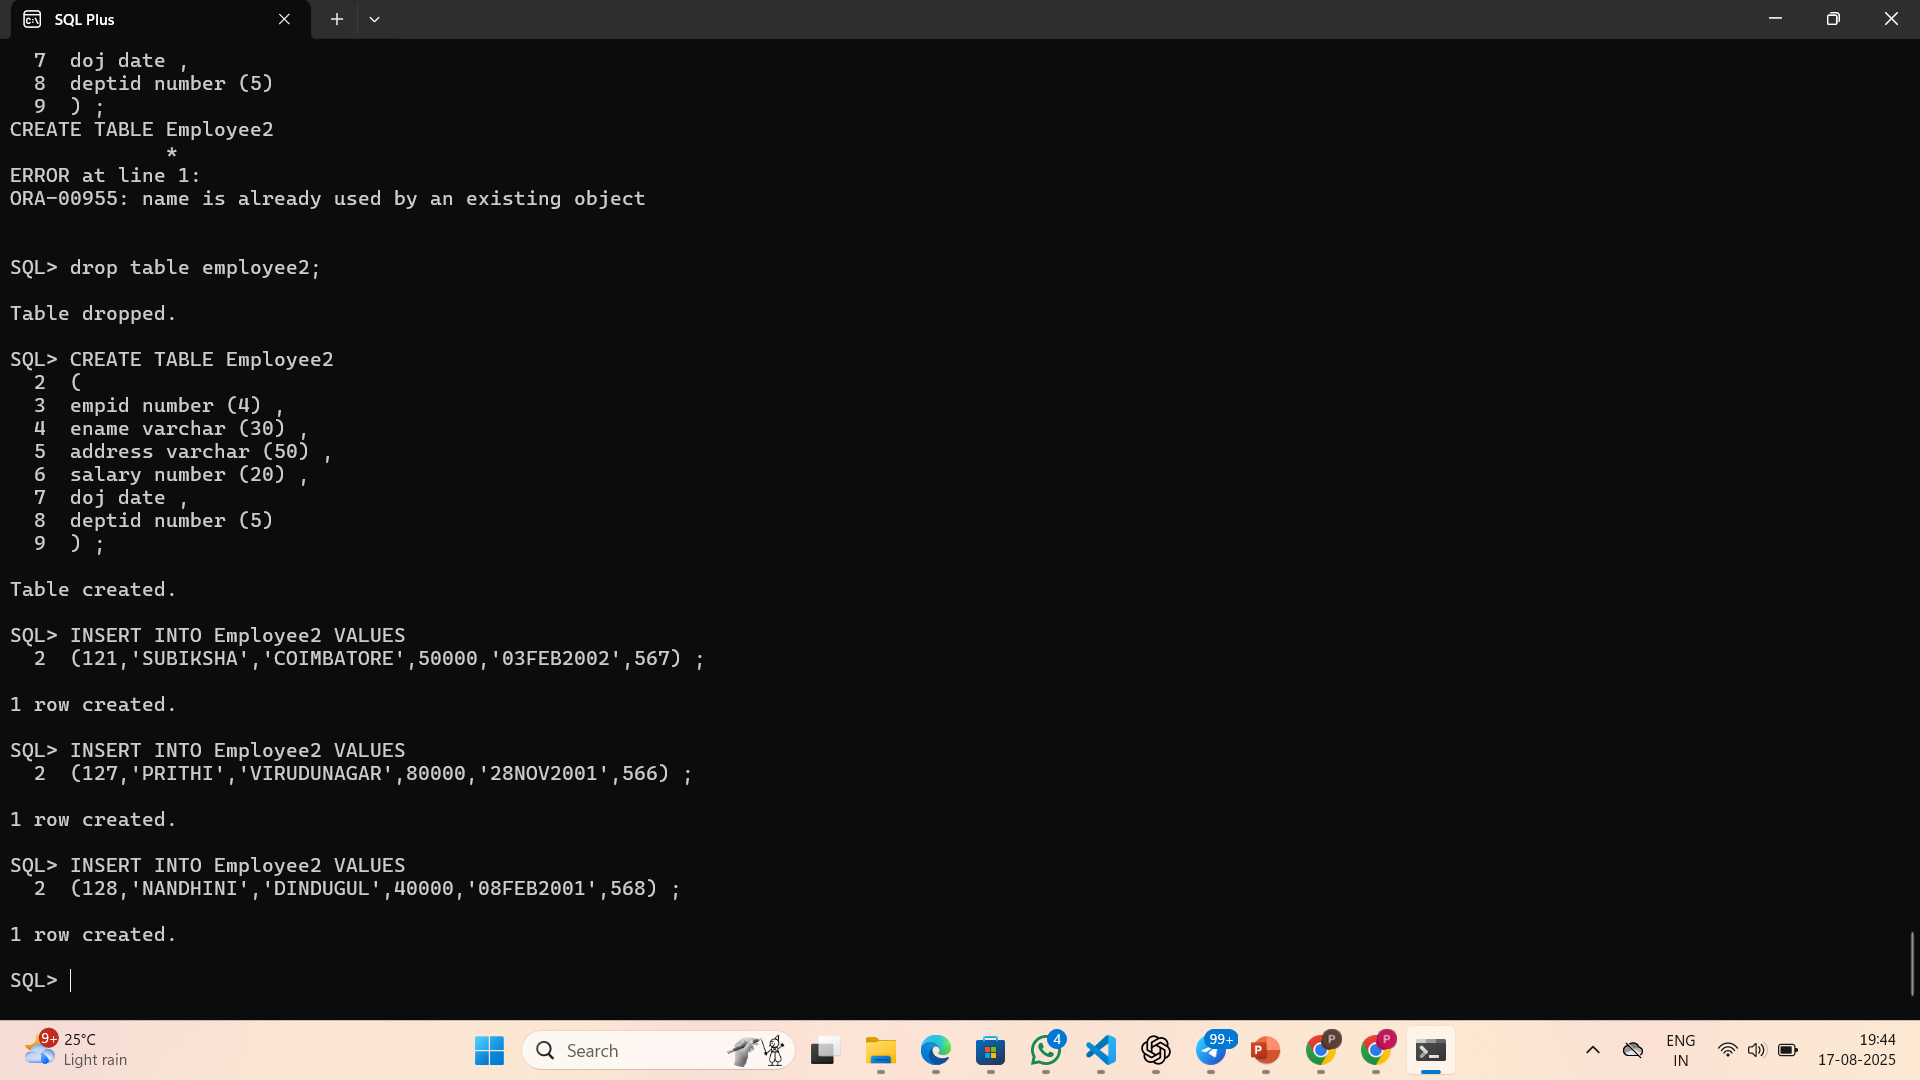 SQL Plus
7 doj date ,
8 deptid number (5)
9 ) ;
CREATE TABLE Employee2
*
ERROR at line 1:
ORA-00955: name is already used by an existing object
SQL> drop table employee2;
Table dropped.
SQL> CREATE TABLE Employee2
2 (
3 empid number (4) ,
4 ename varchar (30) ,
5 address varchar (50) ,
6 salary number (20) ,
7 doj date ,
8 deptid number (5)
9 ) ;
Table created.
SQL> INSERT INTO Employee2 VALUES
2 (121,'SUBIKSHA','COIMBATORE',50000,'03FEB2002',567) ;
1 row created.
SQL> INSERT INTO Employee2 VALUES
2 (127,'PRITHI','VIRUDUNAGAR',80000,'28NOV2001',566) ;
1 row created.
SQL> INSERT INTO Employee2 VALUES
2 (128,'NANDHINI','DINDUGUL',40000,'08FEB2001',568) ;
1 row created.
SQL>
9+ 25°C
Light rain
Search
4
99+
P
P
P
ENG
IN
19:44
17-08-2025